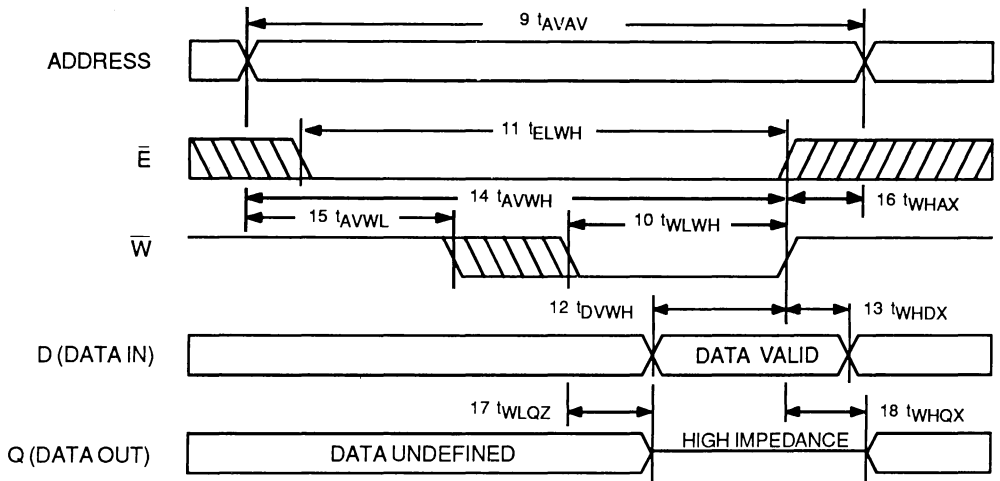 9 tAVAV
ADDRESS
11 tELWH
E̅
14 tAVWH
16 tWHAX
15 tAVWL
10 tWLWH
W̅
12 tDVWH
13 tWHDX
D (DATA IN)
DATA VALID
17 tWLQZ
18 tWHQX
HIGH IMPEDANCE
Q (DATA OUT)
DATA UNDEFINED